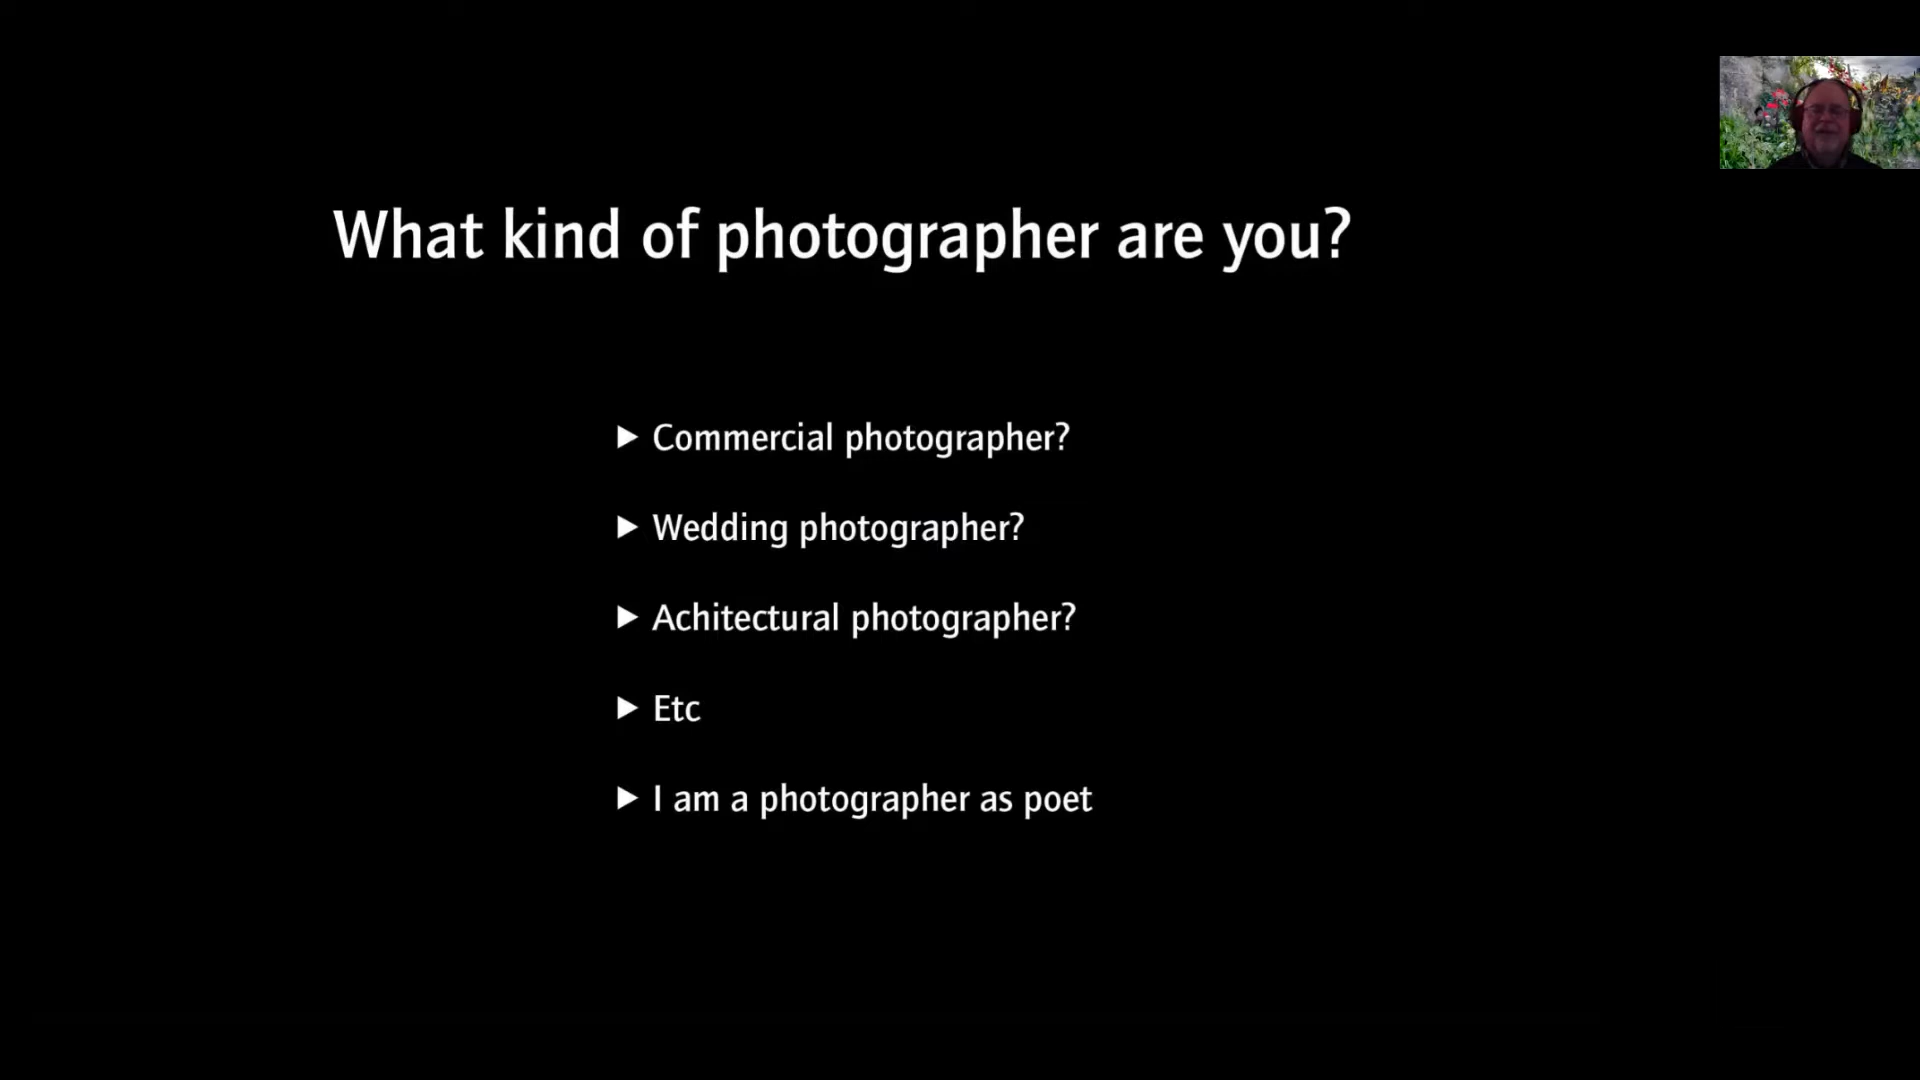 What kind of photographer are you?
▶ Commercial photographer?
▶ Wedding photographer?
▶ Achitectural photographer?
▶ Etc
▶ I am a photographer as poet